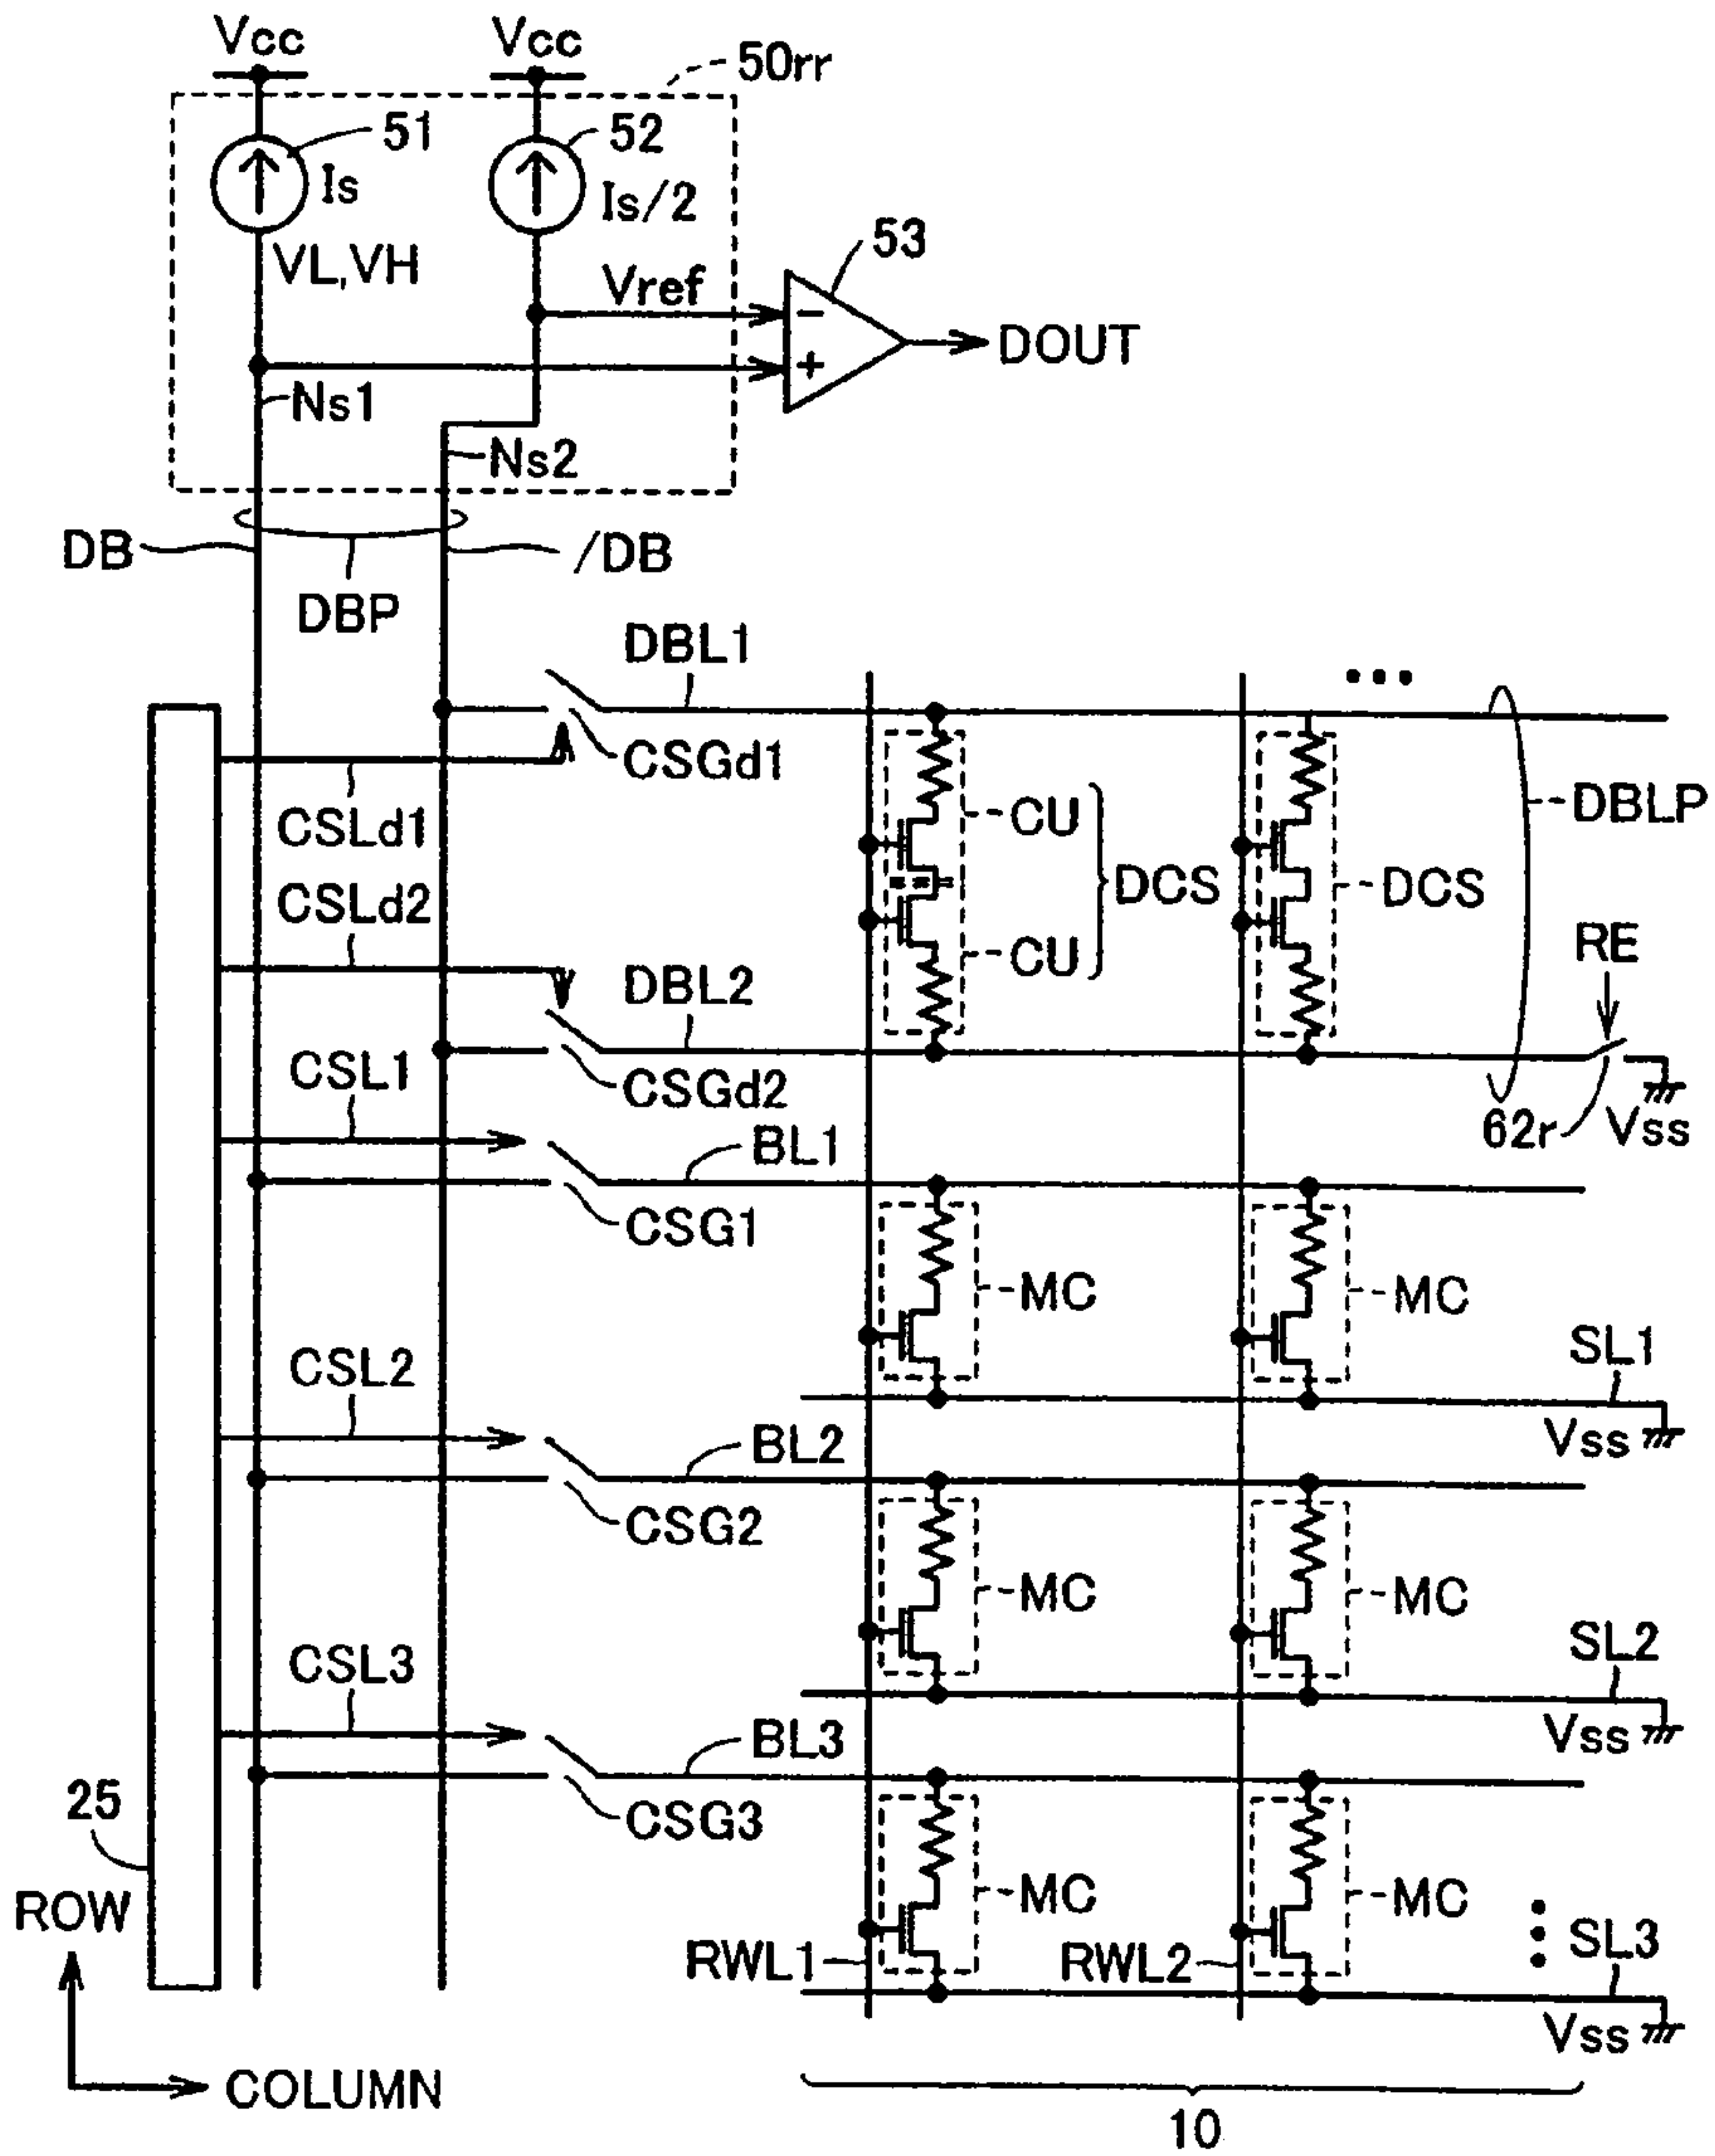 Vcc
Vcc
50rr
51
52
Is
Is/2
53
VL,VH
Vref
-
+
DOUT
Ns1
Ns2
DB
/DB
DBP
DBL1
...
CSGd1
CSLd1
CU
DBLP
DCS
DCS
CSLd2
RE
CU
DBL2
CSL1
CSGd2
62r
Vss
BL1
CSG1
MC
MC
SL1
CSL2
Vss
BL2
CSG2
MC
MC
SL2
CSL3
Vss
BL3
25
CSG3
MC
MC
ROW
SL3
RWL1
RWL2
Vss
COLUMN
10